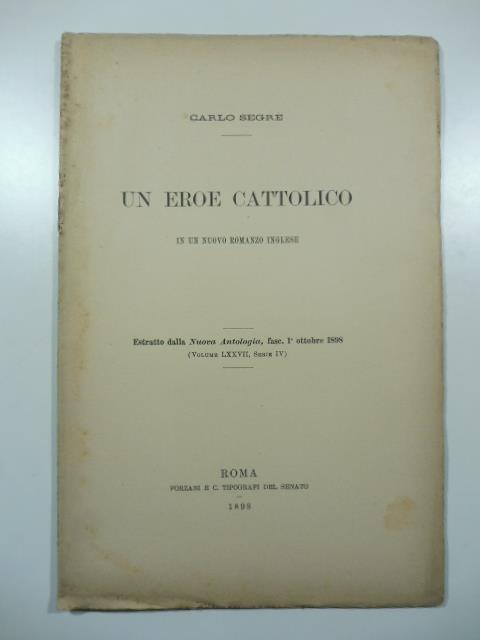 CARLO SEGRE
UN EROE CATTOLICO
IN UN NUOVO ROMANZO INGLESE
Estratto dalla Nuova Antologia, fasc. 1° ottobre 1898
(VOLUME LXXVII, SERIE IV)
ROMA
FORZANI E C. TIPOGRAFI DEL SENATO
1898